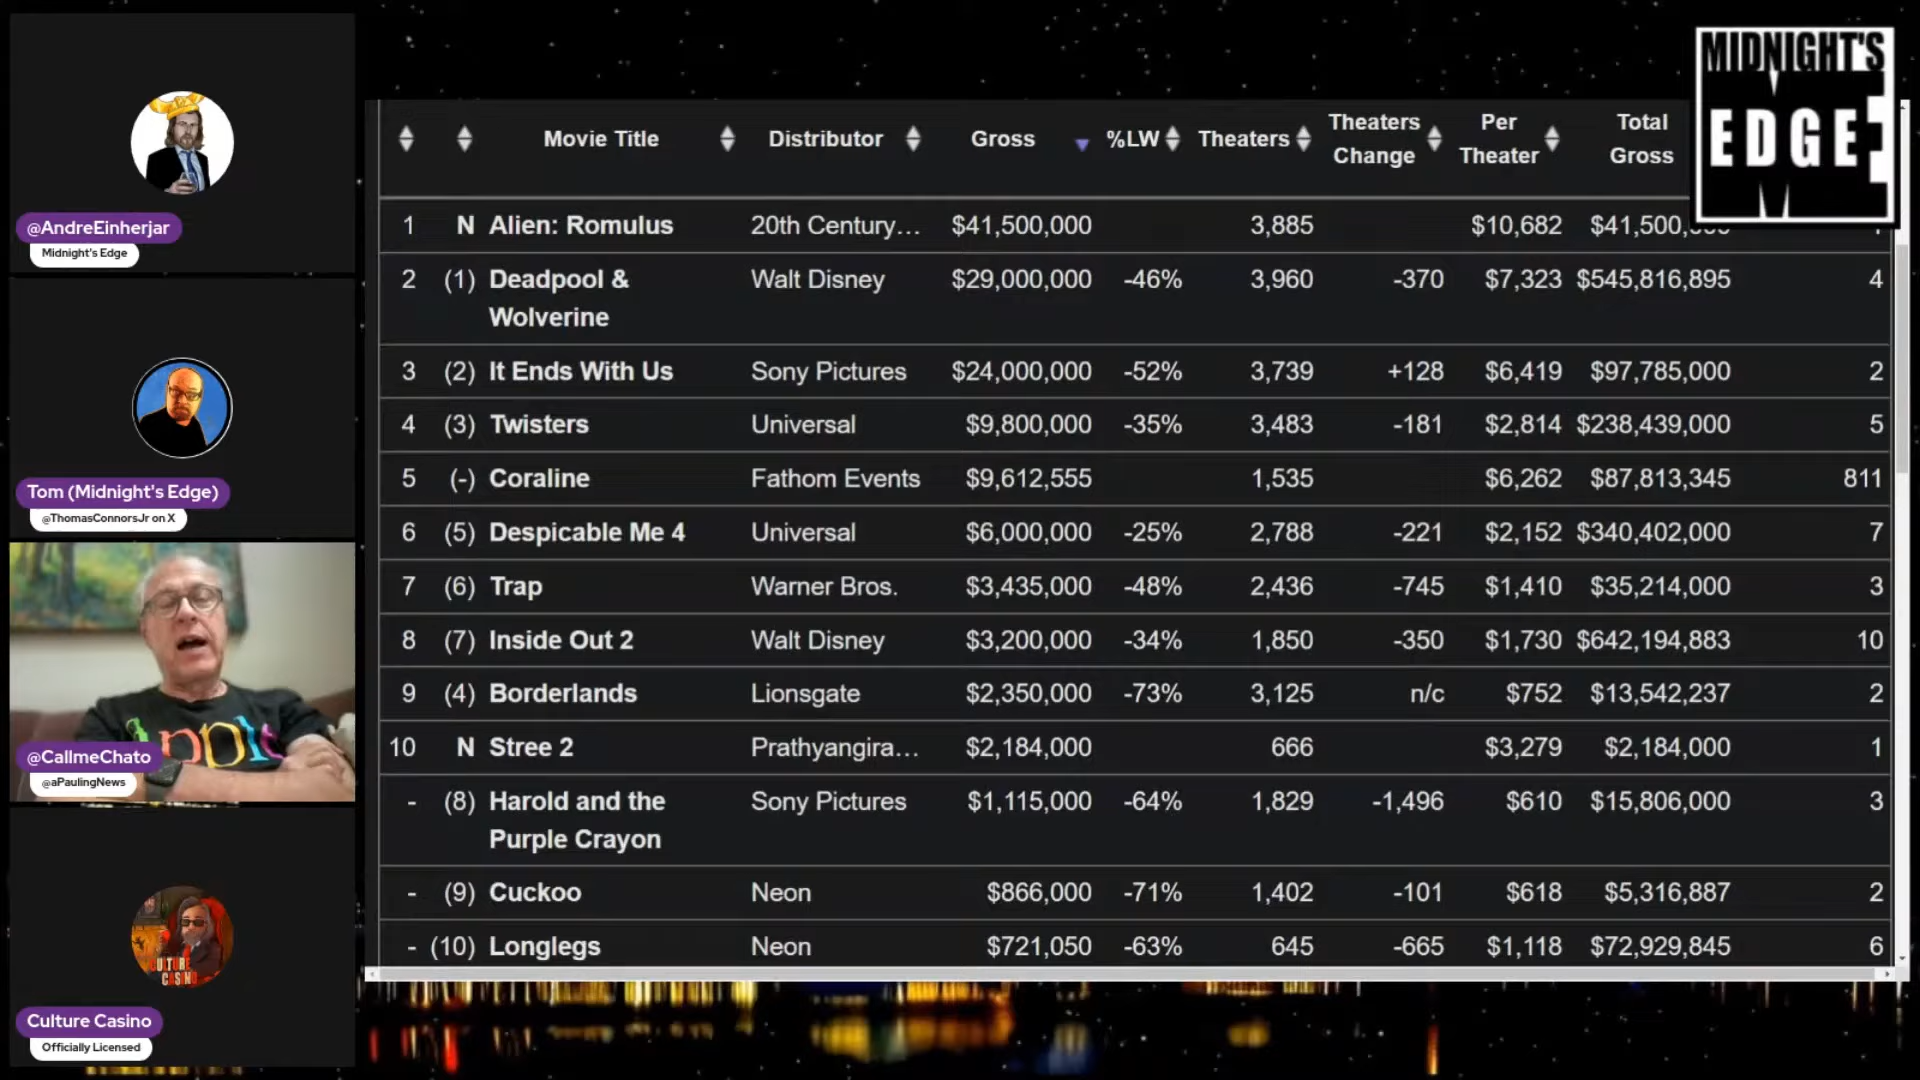 @AndreEinherjar
Midnight's Edge
Tom (Midnight's Edge)
@ThomasConnorsJr on X
@CallmeChato
@aPaulingNews
CULTURE
CASINO
Culture Casino
Officially Licensed
MIDNIGHT'S
EDGE
Movie Title Distributor Gross %LW Theaters Theaters Change Per Theater Total Gross
1 N Alien: Romulus 20th Century… $41,500,000 3,885 $10,682 $41,500,
2 (1) Deadpool & Walt Disney $29,000,000 -46% 3,960 -370 $7,323 $545,816,895 4
Wolverine
3 (2) It Ends With Us Sony Pictures $24,000,000 -52% 3,739 +128 $6,419 $97,785,000 2
4 (3) Twisters Universal $9,800,000 -35% 3,483 -181 $2,814 $238,439,000 5
5 (-) Coraline Fathom Events $9,612,555 1,535 $6,262 $87,813,345 811
6 (5) Despicable Me 4 Universal $6,000,000 -25% 2,788 -221 $2,152 $340,402,000 7
7 (6) Trap Warner Bros. $3,435,000 -48% 2,436 -745 $1,410 $35,214,000 3
8 (7) Inside Out 2 Walt Disney $3,200,000 -34% 1,850 -350 $1,730 $642,194,883 10
9 (4) Borderlands Lionsgate $2,350,000 -73% 3,125 n/c $752 $13,542,237 2
10 N Stree 2 Prathyangira… $2,184,000 666 $3,279 $2,184,000 1
- (8) Harold and the Sony Pictures $1,115,000 -64% 1,829 -1,496 $610 $15,806,000 3
Purple Crayon
- (9) Cuckoo Neon $866,000 -71% 1,402 -101 $618 $5,316,887 2
- (10) Longlegs Neon $721,050 -63% 645 -665 $1,118 $72,929,845 6